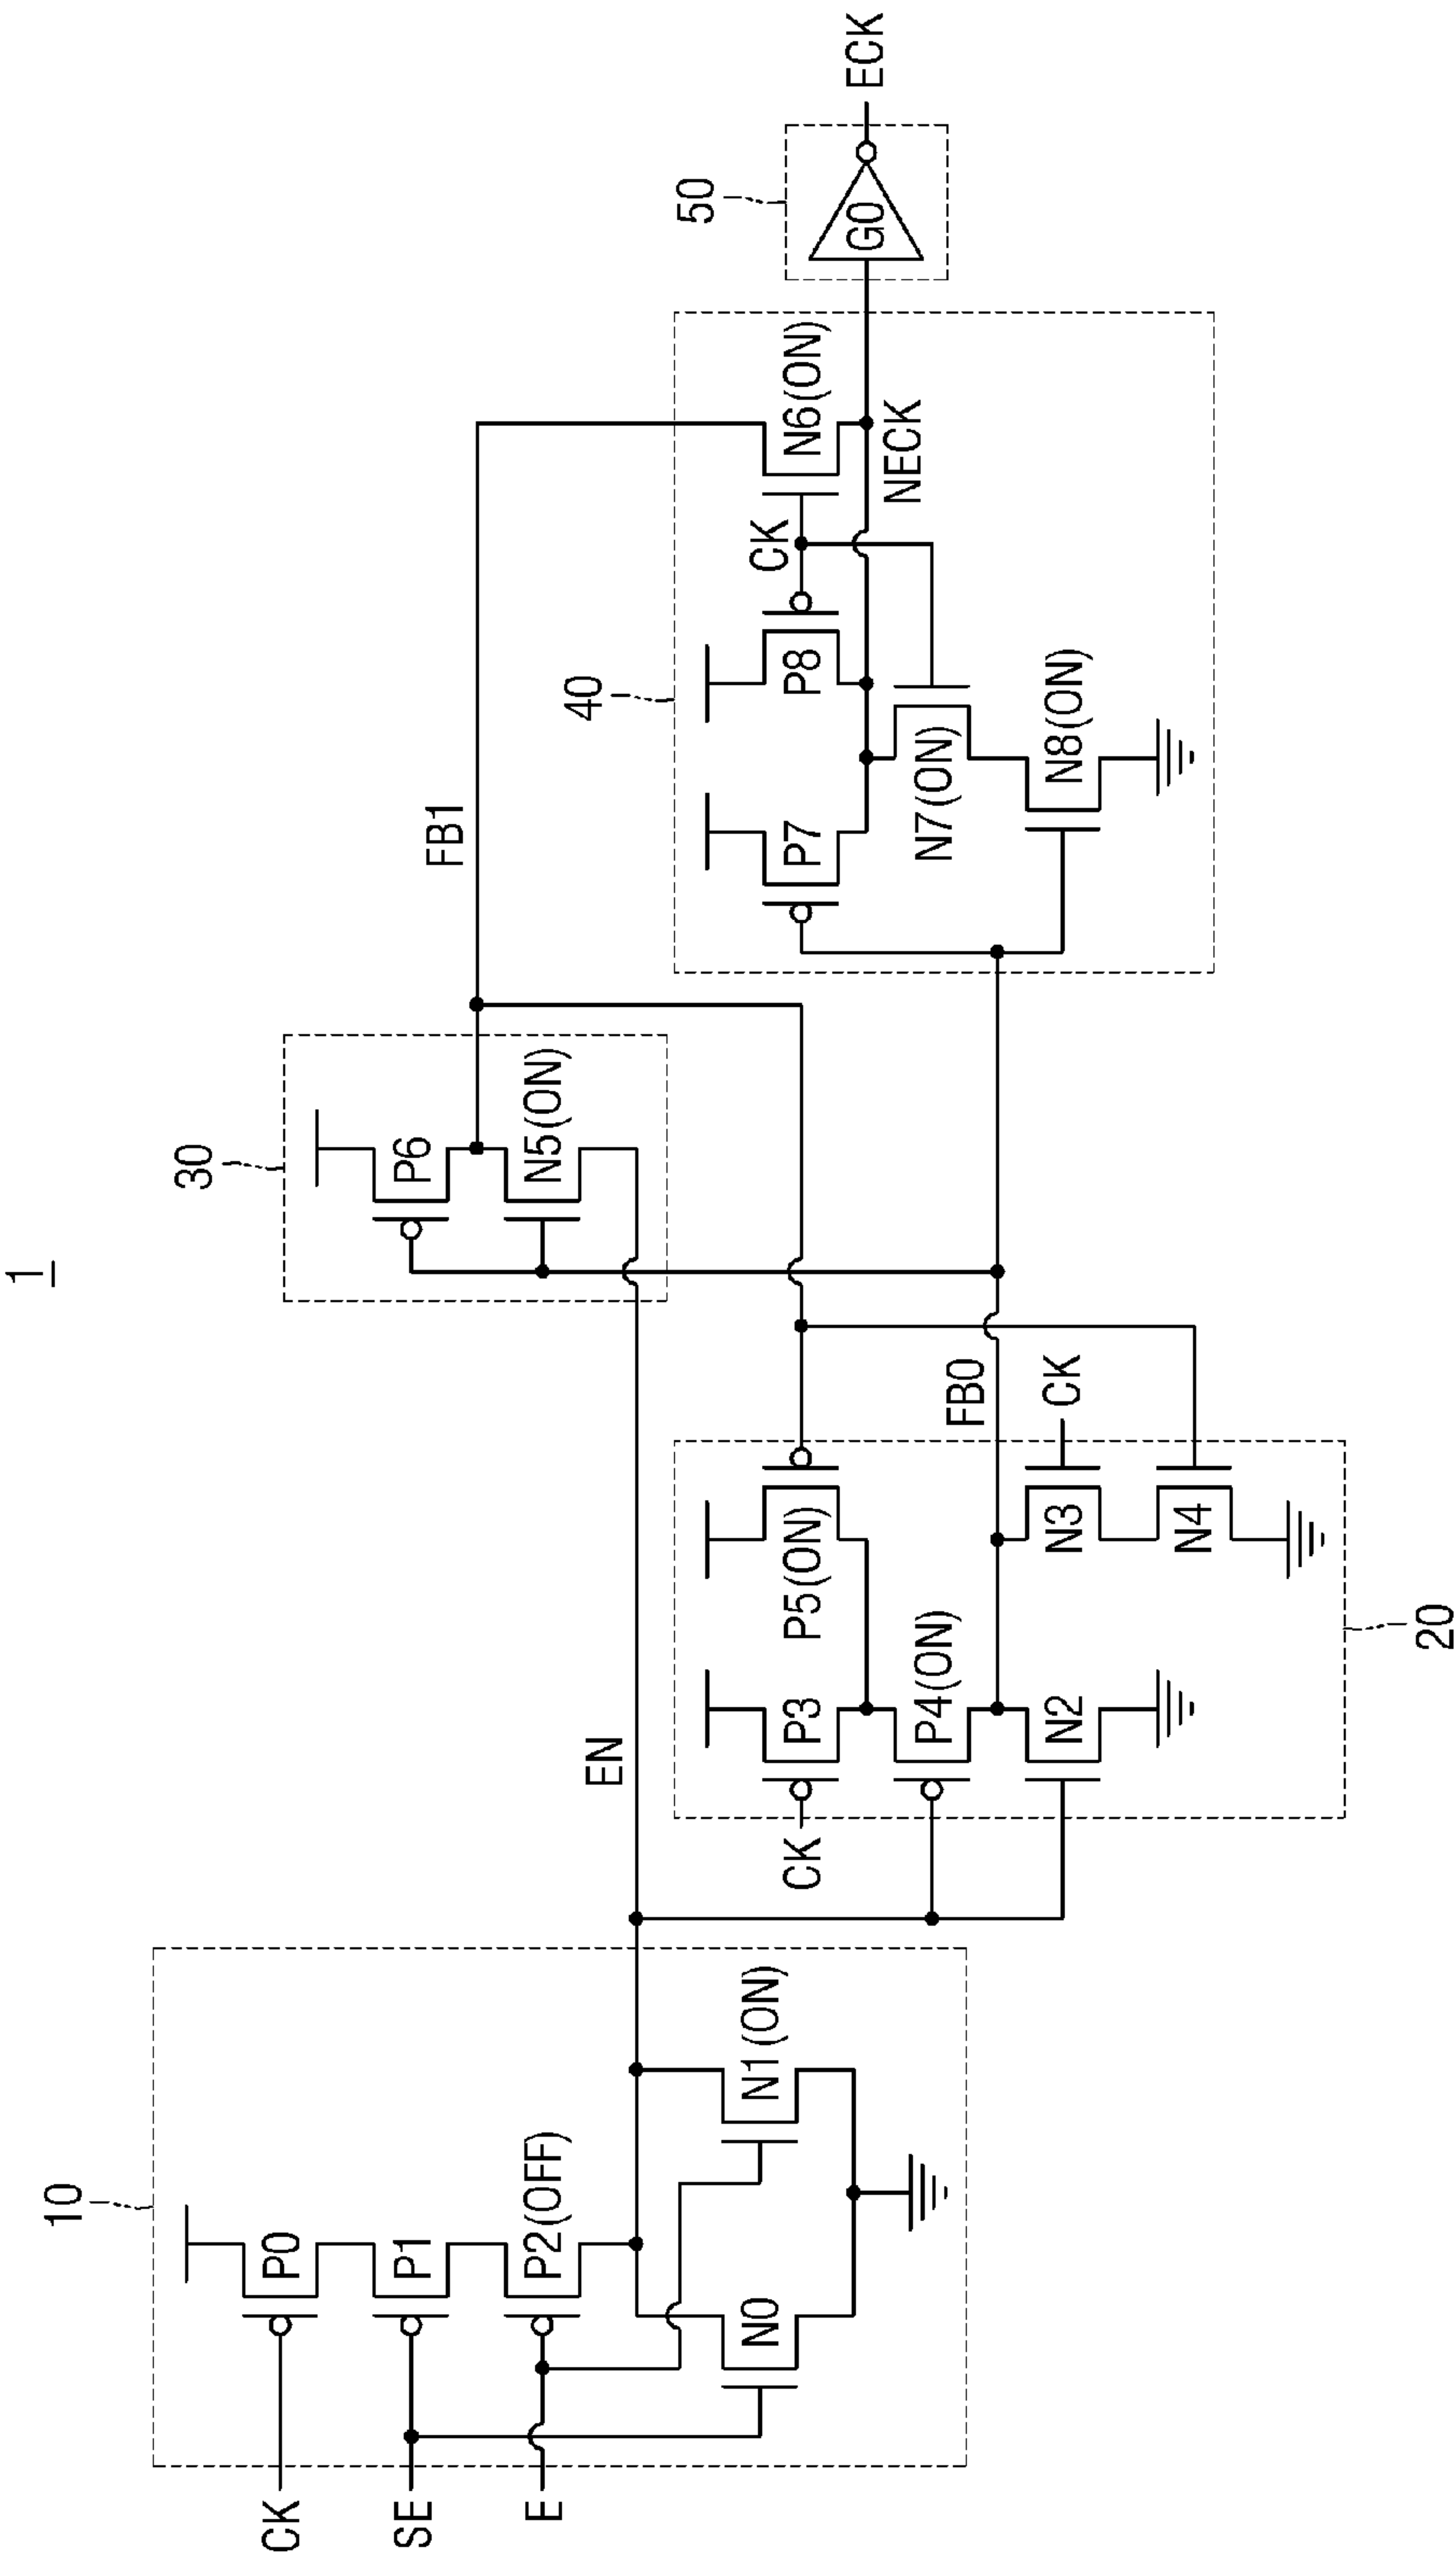 1
10
CK
SE
E
P0
P1
P2(OFF)
N0
N1(ON)
EN
20
CK
P3
P5(ON)
P4(ON)
N2
FB0
CK
N3
N4
30
P6
N5(ON)
FB1
40
P7
P8
CK
N6(ON)
NECK
N7(ON)
N8(ON)
50
G0
ECK